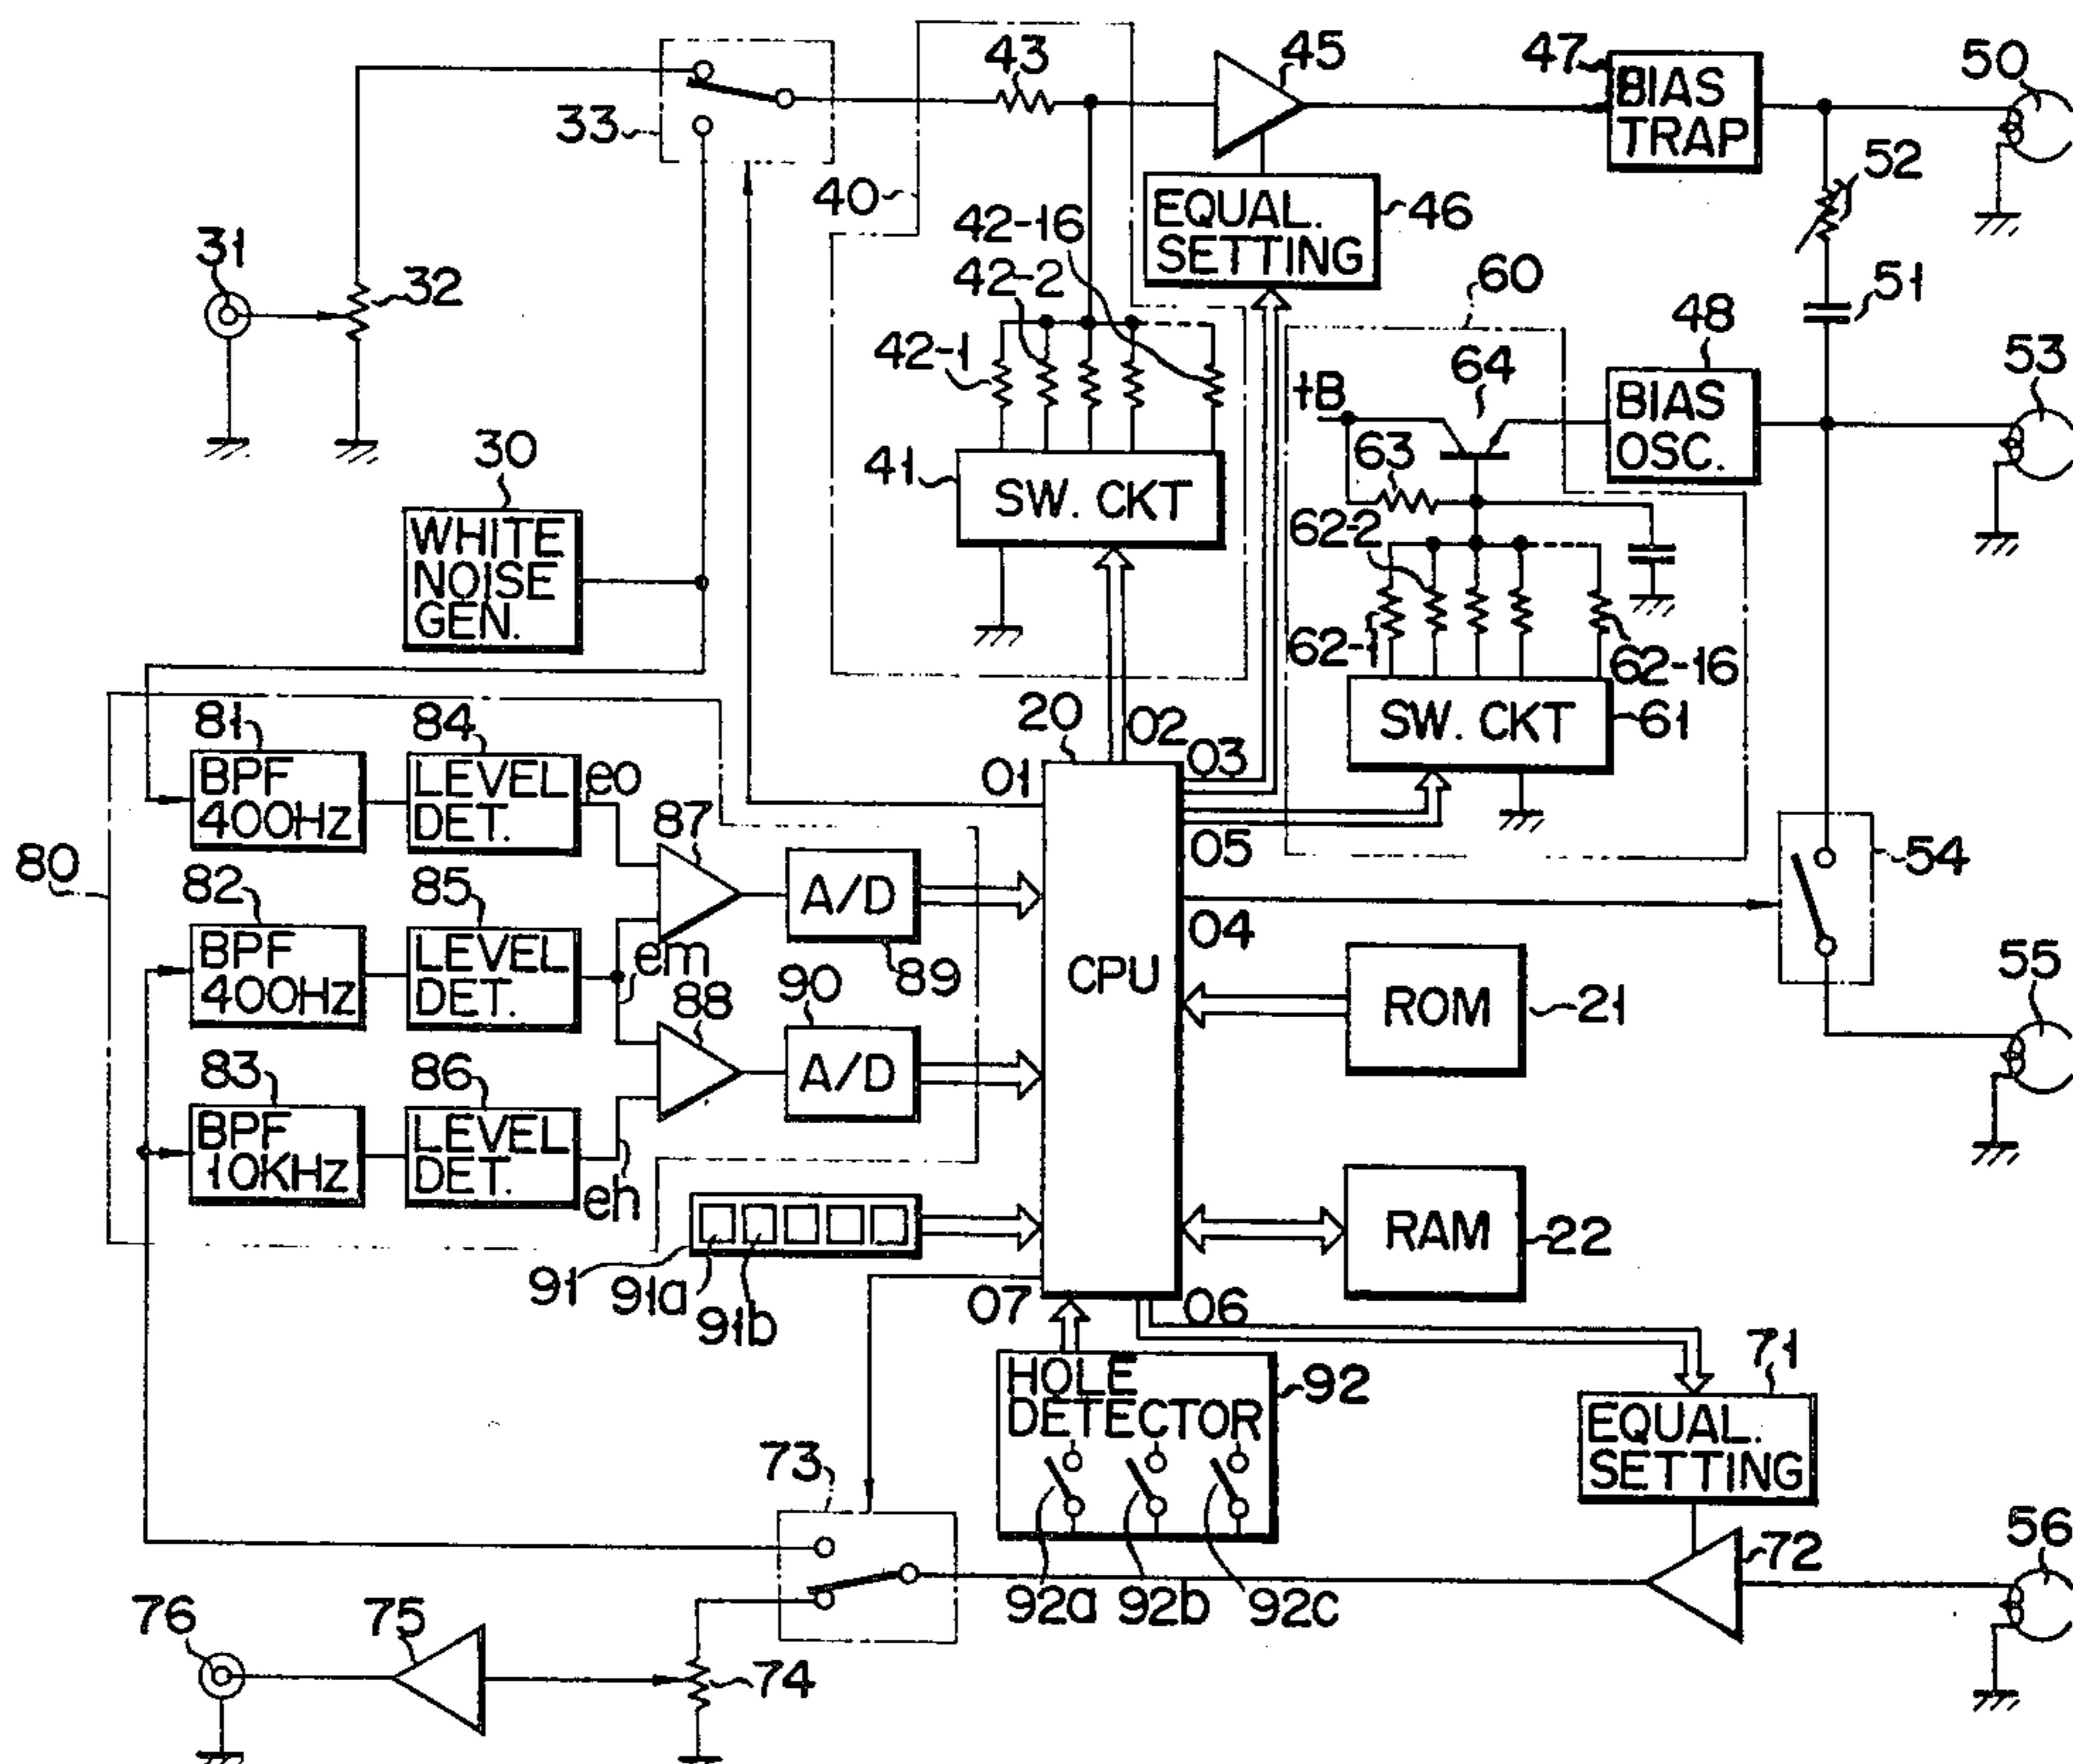 43
45
47
BIAS
TRAP
50
33
40
52
42-16
EQUAL.
SETTING
46
31
32
42-2
60
51
42-1
48
64
53
+B
BIAS
OSC.
30
41
SW. CKT
63
WHITE
NOISE
GEN.
62-2
62-1
62-16
20
02
SW. CKT
61
81
84
03
01
BPF
400Hz
LEVEL
DET.
eo
87
05
80
54
82
85
A/D
04
BPF
400Hz
LEVEL
DET.
em
89
CPU
88
90
55
ROM
21
83
86
A/D
BPF
10KHz
LEVEL
DET.
eh
RAM
22
91
91a
91b
07
06
71
HOLE
DETECTOR
92
EQUAL.
SETTING
73
56
72
92a
92b
92c
76
75
74